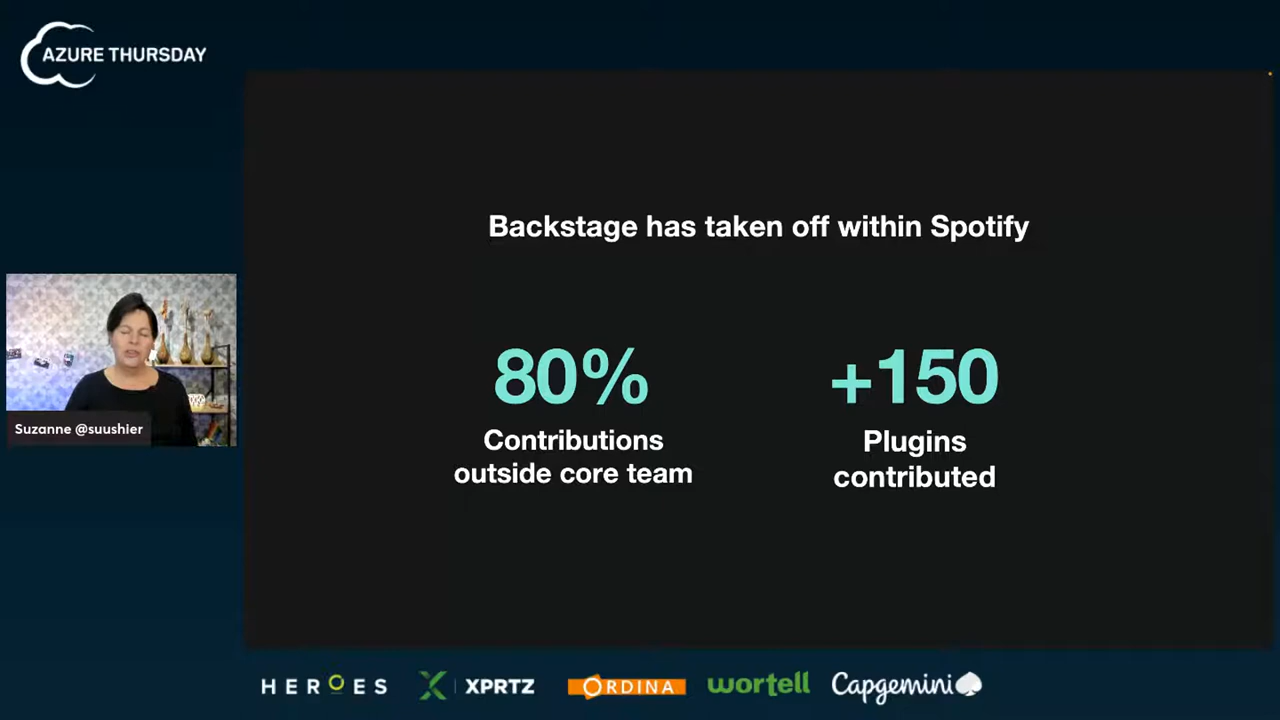 AZURE THURSDAY
Backstage has taken off within Spotify
80%
Contributions
outside core team
+150
Plugins
contributed
Suzanne @suushier
HEROES
XPRTZ
ORDINA
wortell
Capgemini